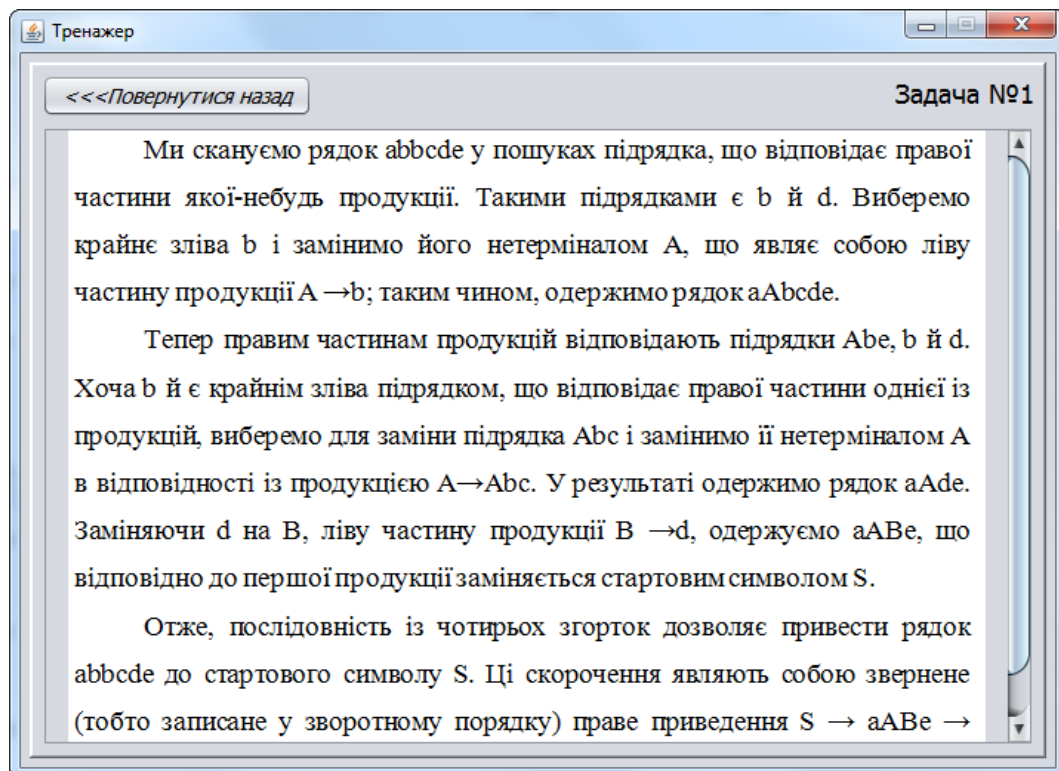 Тренажер
<<<Повернутися назад
Задача №1
Ми скануємо рядок abbcde у пошуках підрядка, що відповідає правої
частини якої-небудь продукції. Такими підрядками є b й d. Виберемо
крайнє зліва b і замінимо його нетерміналом A, що являє собою ліву
частину продукції A →b; таким чином, одержимо рядок aAbcde.
Тепер правим частинам продукцій відповідають підрядки Abe, b й d.
Хоча b й є крайнім зліва підрядком, що відповідає правої частини однієї із
продукцій, виберемо для заміни підрядка Abc і замінимо її нетерміналом A
в відповідності із продукцією A→Abc. У результаті одержимо рядок aAde.
Заміняючи d на B, ліву частину продукції B →d, одержуємо aABe, що
відповідно до першої продукції заміняється стартовим символом S.
Отже, послідовність із чотирьох згорток дозволяє привести рядок
abbcde до стартового символу S. Ці скорочення являють собою звернене
(тобто записане у зворотному порядку) праве приведення S → aABe →